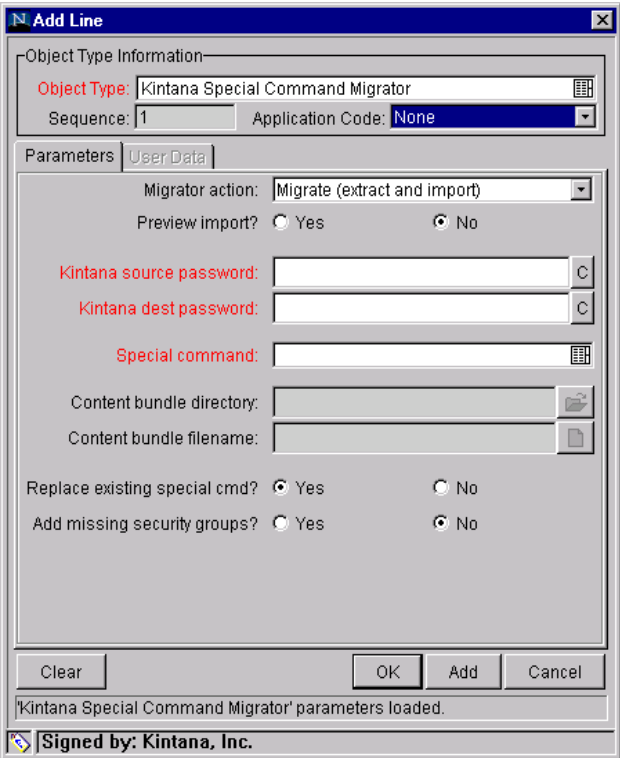 Add Line
Object Type Information
Object Type: Kintana Special Command Migrator
Sequence: 1 Application Code: None
Parameters User Data
Migrator action: Migrate (extract and import)
Preview import? Yes No
Kintana source password: C
Kintana dest password: C
Special command:
Content bundle directory:
Content bundle filename:
Replace existing special cmd? Yes No
Add missing security groups? Yes No
Clear OK Add Cancel
'Kintana Special Command Migrator' parameters loaded.
Signed by: Kintana, Inc.